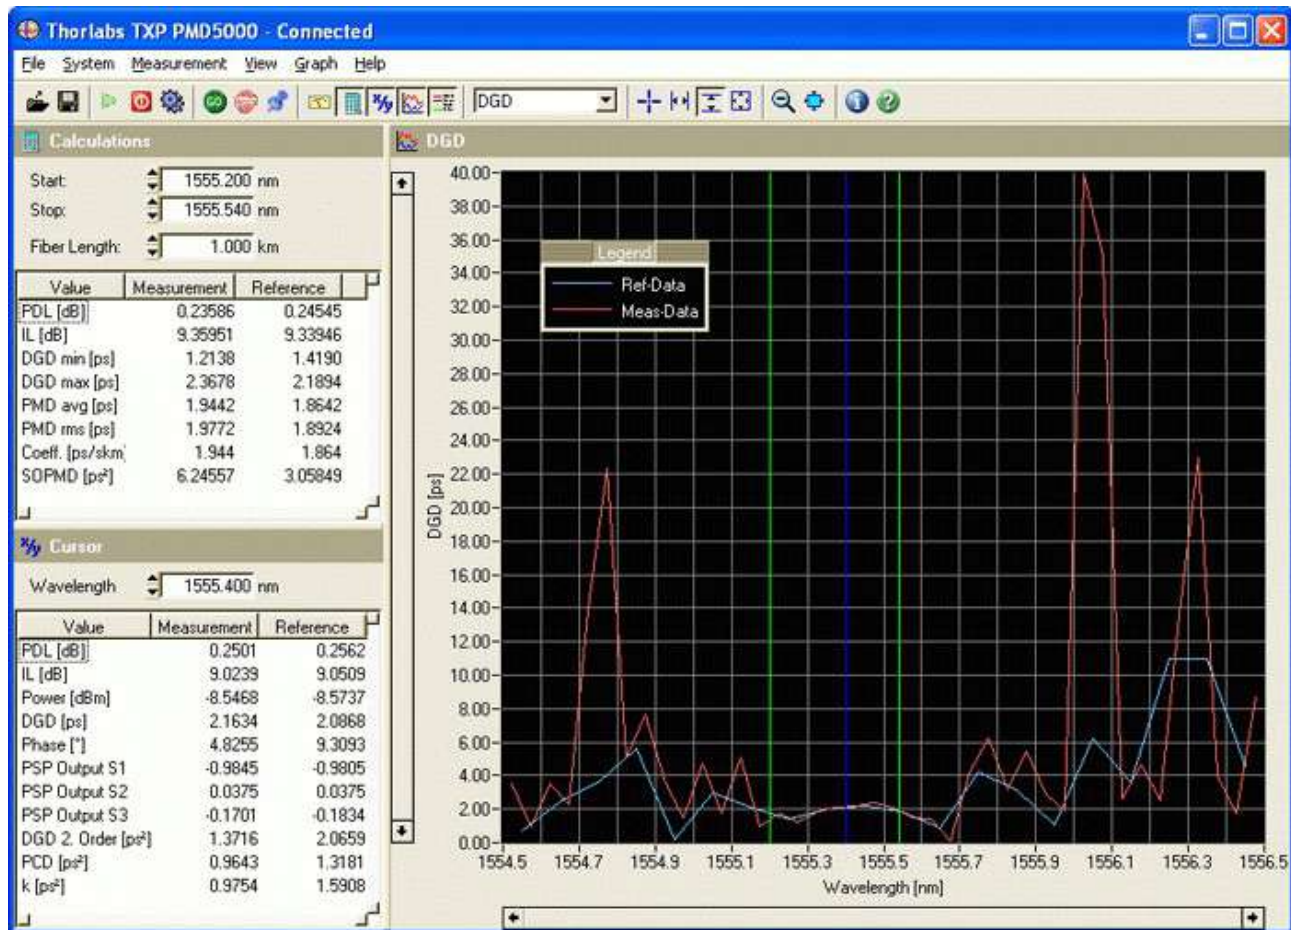 Thorlabs TXP PMD5000 - Connected
File System Measurement View Graph Help
DGD
Calculations
Start: 1555.200 nm
Stop: 1555.540 nm
Fiber Length: 1.000 km
Value Measurement Reference
PDL [dB] 0.23586 0.24545
IL [dB] 9.35951 9.33946
DGD min [ps] 1.2138 1.4190
DGD max [ps] 2.3678 2.1894
PMD avg [ps] 1.9442 1.8642
PMD rms [ps] 1.9772 1.8924
Coeff. [ps/skm] 1.944 1.864
SOPMD [ps²] 6.24557 3.05849
x/y Cursor
Wavelength 1555.400 nm
Value Measurement Reference
PDL [dB] 0.2501 0.2562
IL [dB] 9.0239 9.0509
Power [dBm] -8.5468 -8.5737
DGD [ps] 2.1634 2.0868
Phase [°] 4.8255 9.3093
PSP Output S1 -0.9845 -0.9805
PSP Output S2 0.0375 0.0375
PSP Output S3 -0.1701 -0.1834
DGD 2. Order [ps²] 1.3716 2.0659
PCD [ps²] 0.9643 1.3181
k [ps²] 0.9754 1.5908
DGD
40.00
38.00
36.00
34.00
32.00
30.00
28.00
26.00
24.00
22.00
20.00
18.00
16.00
14.00
12.00
10.00
8.00
6.00
4.00
2.00
0.00
DGD [ps]
Legend
Ref-Data
Meas-Data
1554.5 1554.7 1554.9 1555.1 1555.3 1555.5 1555.7 1555.9 1556.1 1556.3 1556.5
Wavelength [nm]